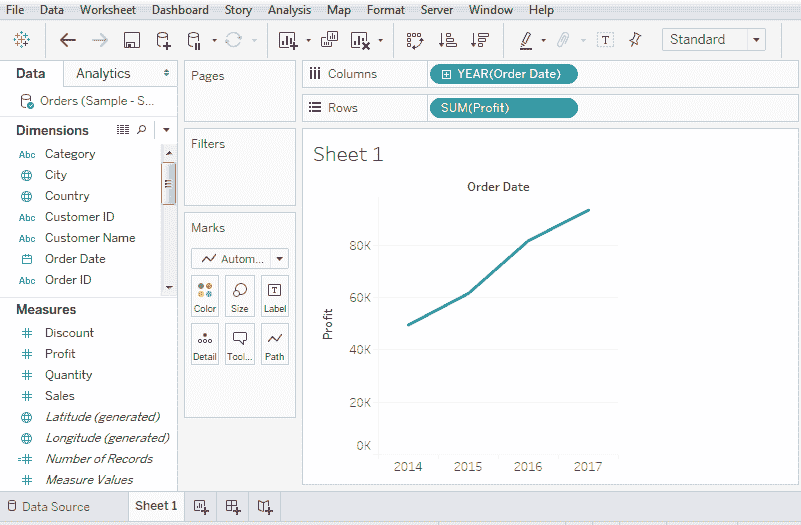 File Data Worksheet Dashboard Story Analysis Map Format Server Window Help
Standard
Data Analytics
Orders (Sample - S...
Dimensions
Abc Category
City
Country
Abc Customer ID
Abc Customer Name
Order Date
Abc Order ID
Measures
Discount
Profit
Quantity
Sales
Latitude (generated)
Longitude (generated)
Number of Records
Measure Values
Pages
Filters
Marks
Autom...
Color Size Label
Detail Tool... Path
Columns YEAR(Order Date)
Rows SUM(Profit)
Sheet 1
Order Date
Profit
80K
60K
40K
20K
0K
2014 2015 2016 2017
Data Source Sheet 1